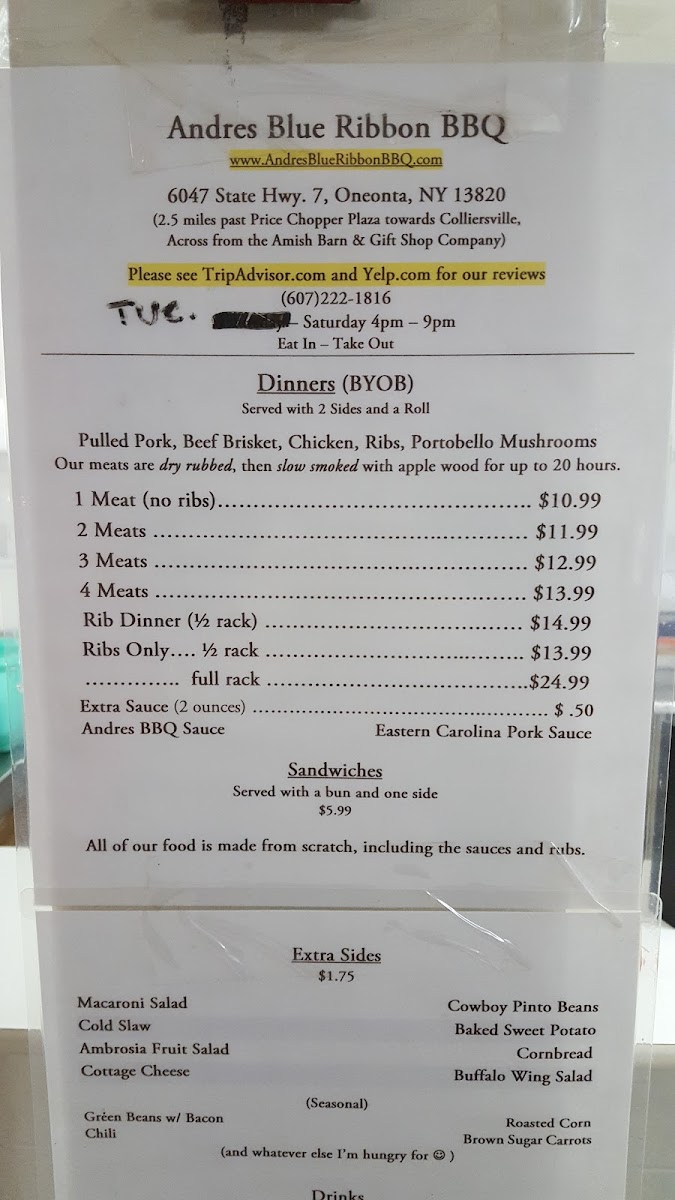 Andres Blue Ribbon BBQ
www.AndresBlueRibbonBBQ.com
6047 State Hwy. 7, Oneonta, NY 13820
(2.5 miles past Price Chopper Plaza towards Colliersville,
Across from the Amish Barn & Gift Shop Company)
Please see TripAdvisor.com and Yelp.com for our reviews
(607)222-1816
TUE. – Saturday 4pm – 9pm
Eat In – Take Out
Dinners (BYOB)
Served with 2 Sides and a Roll
Pulled Pork, Beef Brisket, Chicken, Ribs, Portobello Mushrooms
Our meats are dry rubbed, then slow smoked with apple wood for up to 20 hours.
1 Meat (no ribs)........................................ $10.99
2 Meats ................................................ $11.99
3 Meats ................................................ $12.99
4 Meats ................................................ $13.99
Rib Dinner (½ rack) .................................. $14.99
Ribs Only.... ½ rack .................................. $13.99
.............. full rack ..................................$24.99
Extra Sauce (2 ounces) .................................................. $ .50
Andres BBQ Sauce Eastern Carolina Pork Sauce
Sandwiches
Served with a bun and one side
$5.99
All of our food is made from scratch, including the sauces and rubs.
Extra Sides
$1.75
Macaroni Salad Cowboy Pinto Beans
Cold Slaw Baked Sweet Potato
Ambrosia Fruit Salad Cornbread
Cottage Cheese Buffalo Wing Salad
(Seasonal)
Green Beans w/ Bacon Roasted Corn
Chili Brown Sugar Carrots
(and whatever else I'm hungry for ☺ )
Drinks